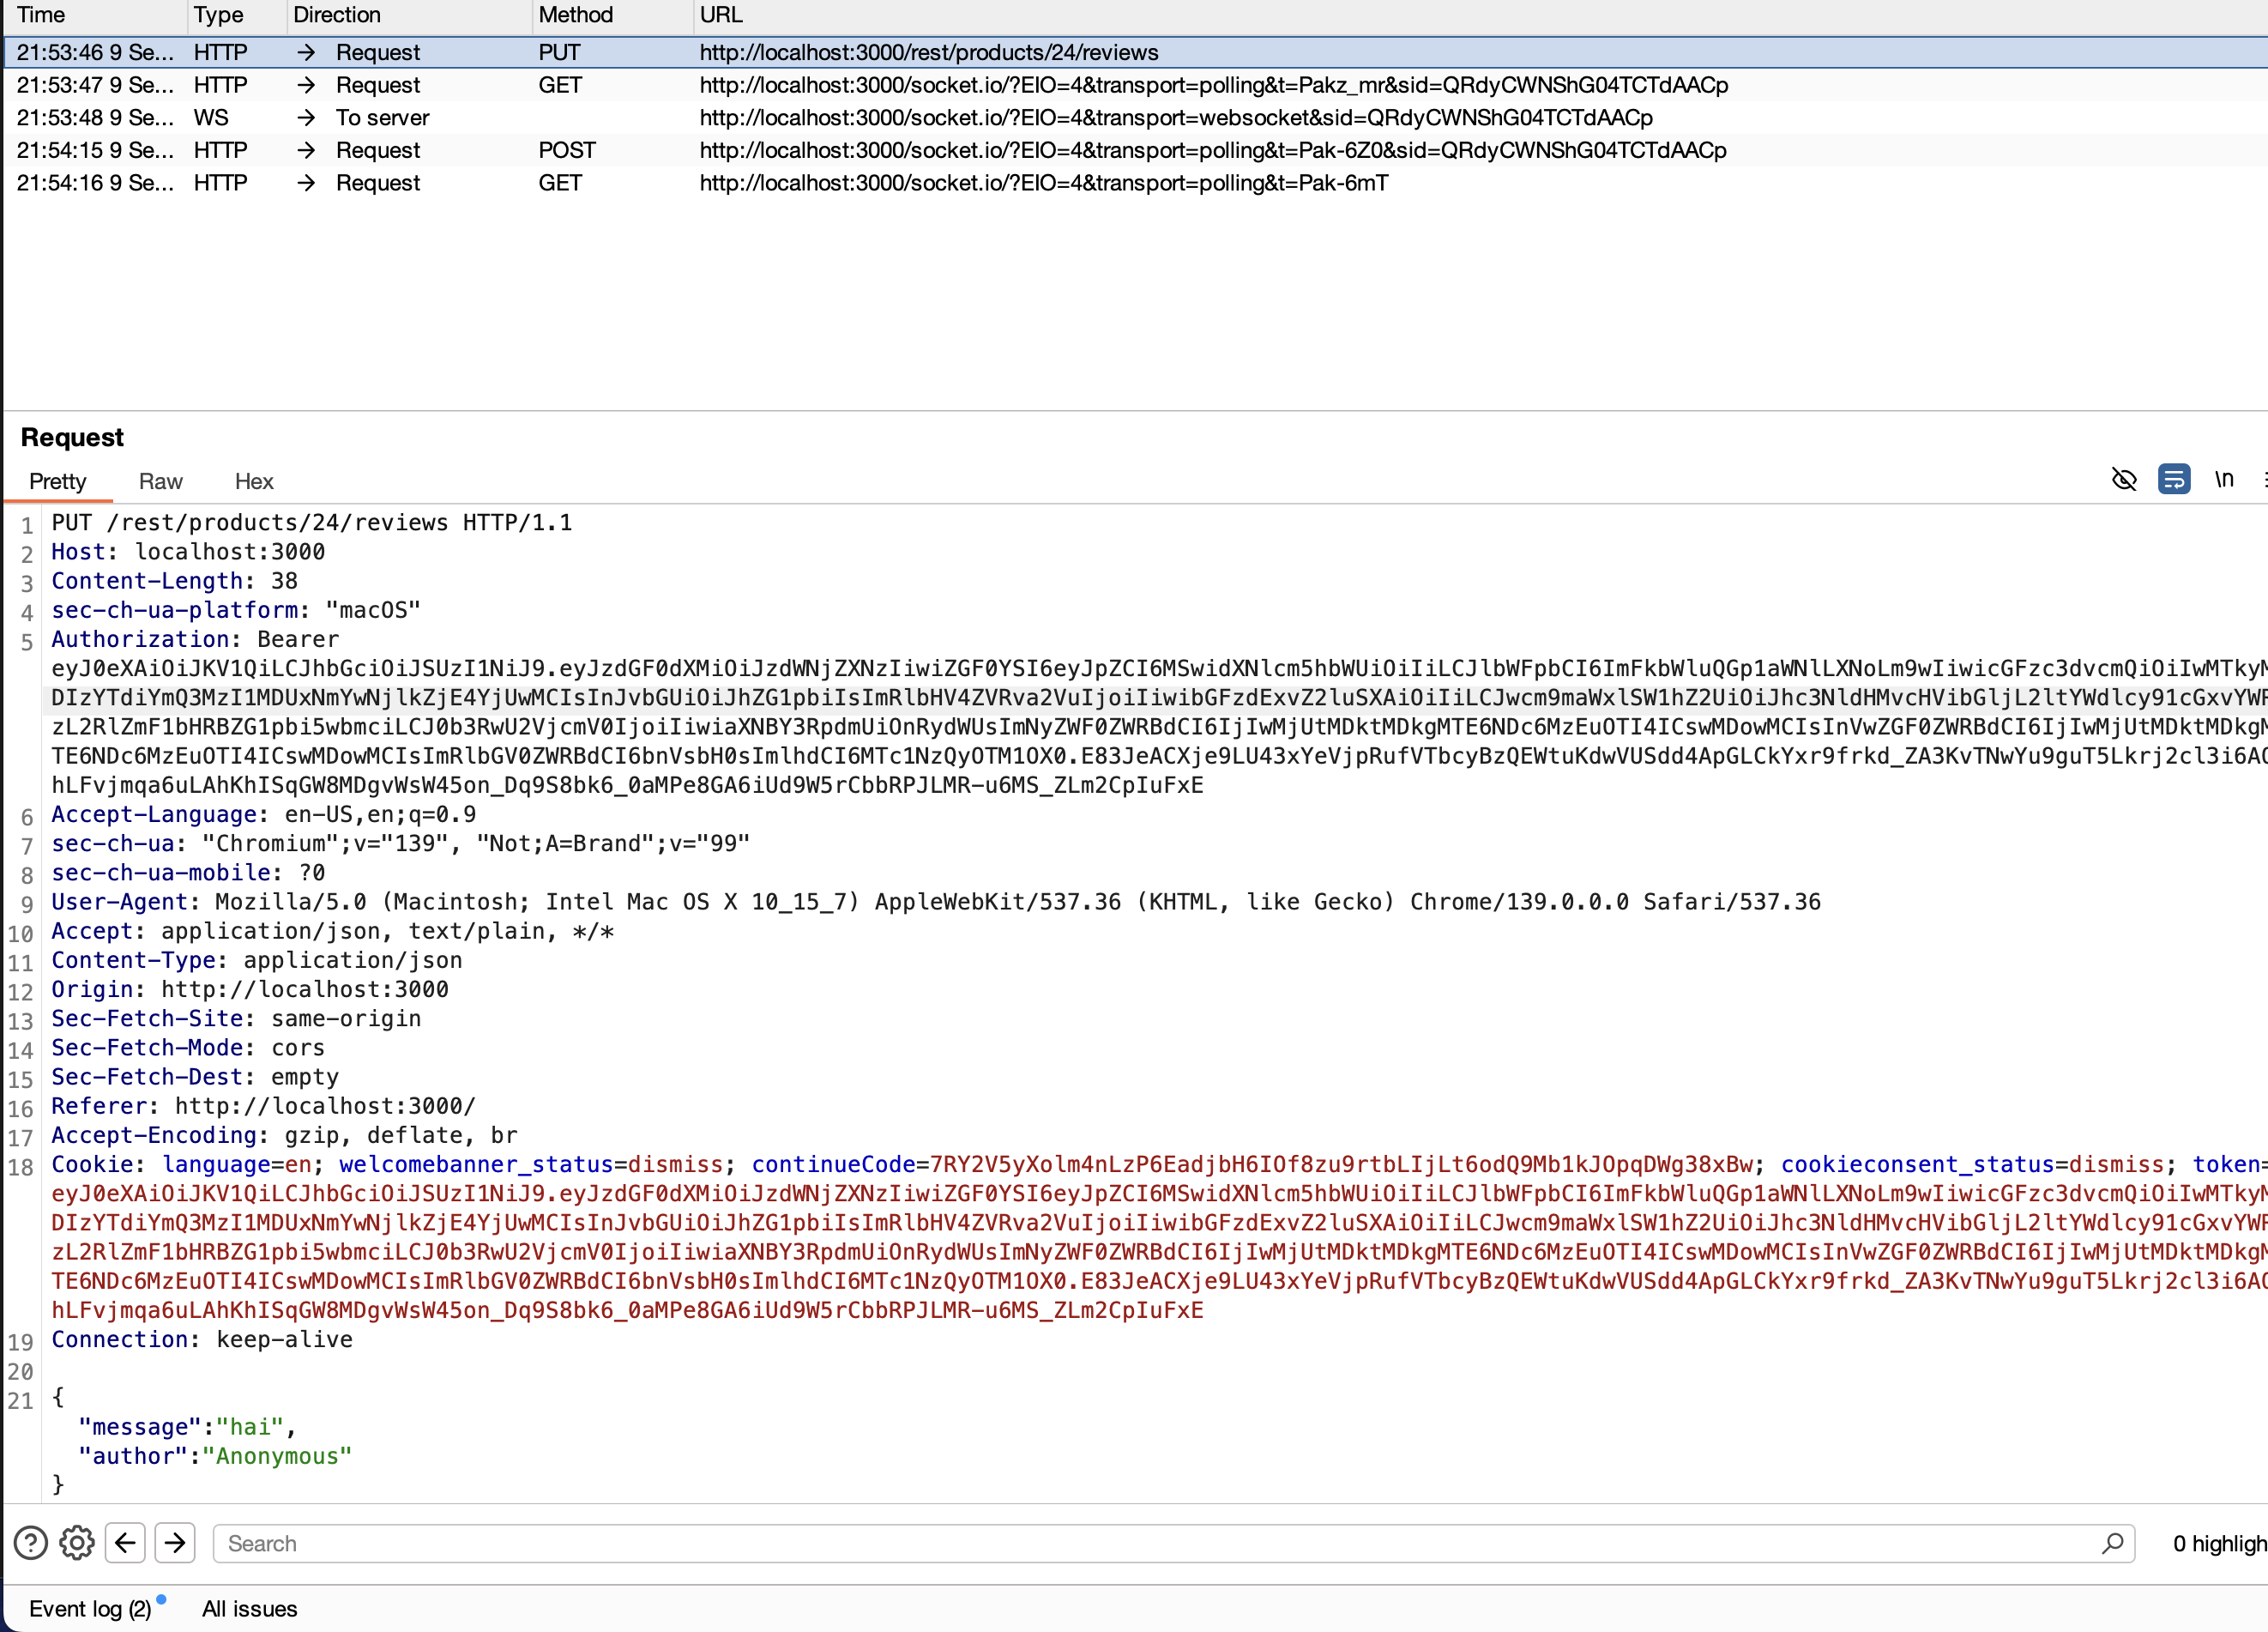 Time Type Direction Method URL
21:53:46 9 Se... HTTP → Request PUT http://localhost:3000/rest/products/24/reviews
21:53:47 9 Se... HTTP → Request GET http://localhost:3000/socket.io/?EIO=4&transport=polling&t=Pakz_mr&sid=QRdyCWNShG04TCTdAACp
21:53:48 9 Se... WS → To server http://localhost:3000/socket.io/?EIO=4&transport=websocket&sid=QRdyCWNShG04TCTdAACp
21:54:15 9 Se... HTTP → Request POST http://localhost:3000/socket.io/?EIO=4&transport=polling&t=Pak-6Z0&sid=QRdyCWNShG04TCTdAACp
21:54:16 9 Se... HTTP → Request GET http://localhost:3000/socket.io/?EIO=4&transport=polling&t=Pak-6mT
Request
Pretty Raw Hex \n
1 PUT /rest/products/24/reviews HTTP/1.1
2 Host: localhost:3000
3 Content-Length: 38
4 sec-ch-ua-platform: "macOS"
5 Authorization: Bearer
eyJ0eXAiOiJKV1QiLCJhbGciOiJSUzI1NiJ9.eyJzdGF0dXMiOiJzdWNjZXNzIiwiZGF0YSI6eyJpZCI6MSwidXNlcm5hbWUiOiIiLCJlbWFpbCI6ImFkbWluQGp1aWNlLXNoLm9wIiwicGFzc3dvcmQiOiIwMTkyM
DIzYTdiYmQ3MzI1MDUxNmYwNjlkZjE4YjUwMCIsInJvbGUiOiJhZG1pbiIsImRlbHV4ZVRva2VuIjoiIiwibGFzdExvZ2luSXAiOiIiLCJwcm9maWxlSW1hZ2UiOiJhc3NldHMvcHVibGljL2ltYWdlcy91cGxvYWR
zL2RlZmF1bHRBZG1pbi5wbmciLCJ0b3RwU2VjcmV0IjoiIiwiaXNBY3RpdmUiOnRydWUsImNyZWF0ZWRBdCI6IjIwMjUtMDktMDkgMTE6NDc6MzEuOTI4ICswMDowMCIsInVwZGF0ZWRBdCI6IjIwMjUtMDktMDkgM
TE6NDc6MzEuOTI4ICswMDowMCIsImRlbGV0ZWRBdCI6bnVsbH0sImlhdCI6MTc1NzQyOTM1OX0.E83JeACXje9LU43xYeVjpRufVTbcyBzQEWtuKdwVUSdd4ApGLCkYxr9frkd_ZA3KvTNwYu9guT5Lkrj2cl3i6A
hLFvjmqa6uLAhKhISqGW8MDgvWsW45on_Dq9S8bk6_0aMPe8GA6iUd9W5rCbbRPJLMR-u6MS_ZLm2CpIuFxE
6 Accept-Language: en-US,en;q=0.9
7 sec-ch-ua: "Chromium";v="139", "Not;A=Brand";v="99"
8 sec-ch-ua-mobile: ?0
9 User-Agent: Mozilla/5.0 (Macintosh; Intel Mac OS X 10_15_7) AppleWebKit/537.36 (KHTML, like Gecko) Chrome/139.0.0.0 Safari/537.36
10 Accept: application/json, text/plain, */*
11 Content-Type: application/json
12 Origin: http://localhost:3000
13 Sec-Fetch-Site: same-origin
14 Sec-Fetch-Mode: cors
15 Sec-Fetch-Dest: empty
16 Referer: http://localhost:3000/
17 Accept-Encoding: gzip, deflate, br
18 Cookie: language=en; welcomebanner_status=dismiss; continueCode=7RY2V5yXolm4nLzP6EadjbH6IOf8zu9rtbLIjLt6odQ9Mb1kJOpqDWg38xBw; cookieconsent_status=dismiss; token=
eyJ0eXAiOiJKV1QiLCJhbGciOiJSUzI1NiJ9.eyJzdGF0dXMiOiJzdWNjZXNzIiwiZGF0YSI6eyJpZCI6MSwidXNlcm5hbWUiOiIiLCJlbWFpbCI6ImFkbWluQGp1aWNlLXNoLm9wIiwicGFzc3dvcmQiOiIwMTkyM
DIzYTdiYmQ3MzI1MDUxNmYwNjlkZjE4YjUwMCIsInJvbGUiOiJhZG1pbiIsImRlbHV4ZVRva2VuIjoiIiwibGFzdExvZ2luSXAiOiIiLCJwcm9maWxlSW1hZ2UiOiJhc3NldHMvcHVibGljL2ltYWdlcy91cGxvYWR
zL2RlZmF1bHRBZG1pbi5wbmciLCJ0b3RwU2VjcmV0IjoiIiwiaXNBY3RpdmUiOnRydWUsImNyZWF0ZWRBdCI6IjIwMjUtMDktMDkgMTE6NDc6MzEuOTI4ICswMDowMCIsInVwZGF0ZWRBdCI6IjIwMjUtMDktMDkgM
TE6NDc6MzEuOTI4ICswMDowMCIsImRlbGV0ZWRBdCI6bnVsbH0sImlhdCI6MTc1NzQyOTM1OX0.E83JeACXje9LU43xYeVjpRufVTbcyBzQEWtuKdwVUSdd4ApGLCkYxr9frkd_ZA3KvTNwYu9guT5Lkrj2cl3i6A
hLFvjmqa6uLAhKhISqGW8MDgvWsW45on_Dq9S8bk6_0aMPe8GA6iUd9W5rCbbRPJLMR-u6MS_ZLm2CpIuFxE
19 Connection: keep-alive
20
21 {
"message":"hai",
"author":"Anonymous"
}
Search 0 highligh
Event log (2) All issues